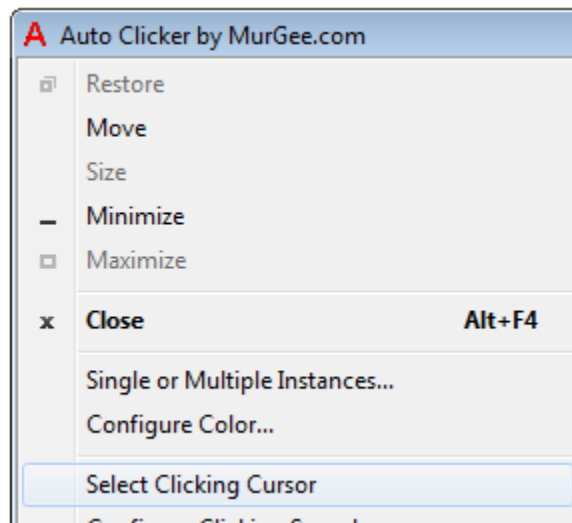 A Auto Clicker by MurGee.com
Restore
Move
Size
Minimize
Maximize
x Close Alt+F4
Single or Multiple Instances...
Configure Color...
Select Clicking Cursor